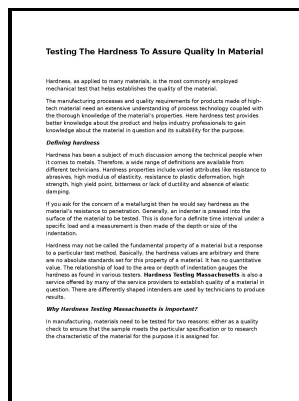 Testing The Hardness To Assure Quality In Material
Hardness, as applied to many materials, is the most commonly employed
mechanical test that helps establishes the quality of the material.
The manufacturing processes and quality requirements for products made of high-
tech material need an extensive understanding of process technology coupled with
the thorough knowledge of the material's properties. Here hardness test provides
better knowledge about the product and helps industry professionals to gain
knowledge about the material in question and its suitability for the purpose.
Defining hardness
Hardness has been a subject of much discussion among the technical people when
it comes to metals. Therefore, a wide range of definitions are available from
different technicians. Hardness properties include varied attributes like resistance to
abrasions, high modulus of elasticity, resistance to plastic deformation, high
strength, high yield point, bitterness or lack of ductility and absence of elastic
damping.
If you ask for the concern of a metallurgist then he would say hardness as the
material's resistance to penetration. Generally, an indenter is pressed into the
surface of the material to be tested. This is done for a definite time interval under a
specific load and a measurement is then made of the depth or size of the
indentation.
Hardness may not be called the fundamental property of a material but a response
to a particular test method. Basically, the hardness values are arbitrary and there
are no absolute standards set for this property of a material. It has no quantitative
value. The relationship of load to the area or depth of indentation gauges the
hardness as found in various testers. Hardness Testing Massachusetts is also a
service offered by many of the service providers to establish quality of a material in
question. There are differently shaped intenders are used by technicians to produce
results.
Why Hardness Testing Massachusetts is important?
In manufacturing, materials need to be tested for two reasons: either as a quality
check to ensure that the sample meets the particular specification or to research
the characteristic of the material for the purpose it is assigned for.